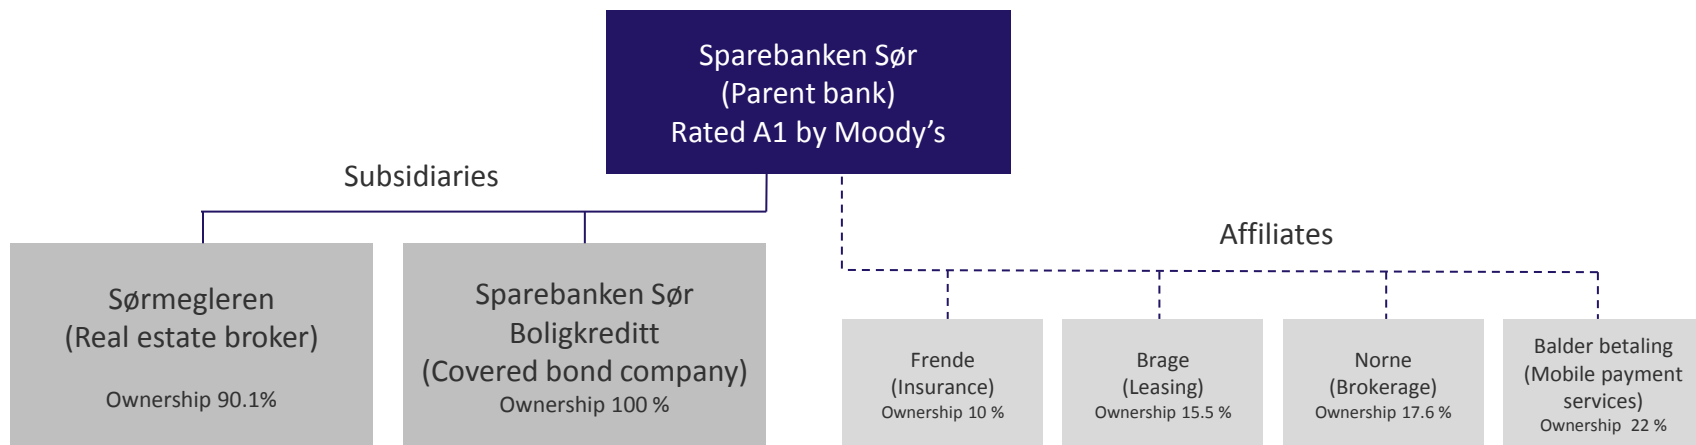 Sparebanken Sør
(Parent bank)
Rated A1 by Moody’s
Subsidiaries
Affiliates
Sørmegleren
(Real estate broker)
Ownership 90.1%
Sparebanken Sør
Boligkreditt
(Covered bond company)
Ownership 100 %
Frende
(Insurance)
Ownership 10 %
Brage
(Leasing)
Ownership 15.5 %
Norne
(Brokerage)
Ownership 17.6 %
Balder betaling
(Mobile payment
services)
Ownership 22 %